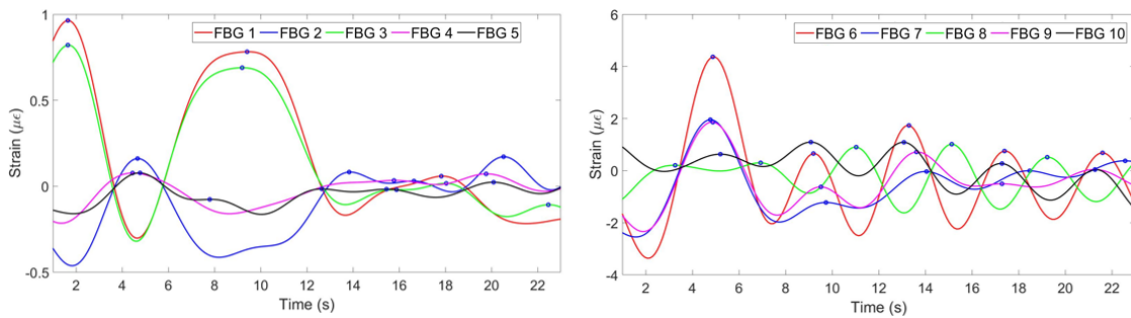 FBG 1 FBG 2 FBG 3 FBG 4 FBG 5
1
0.5
0
-0.5
Strain (με)
2 4 6 8 10 12 14 16 18 20 22
Time (s)
FBG 6 FBG 7 FBG 8 FBG 9 FBG 10
6
4
2
0
-2
-4
Strain (με)
2 4 6 8 10 12 14 16 18 20 22
Time (s)